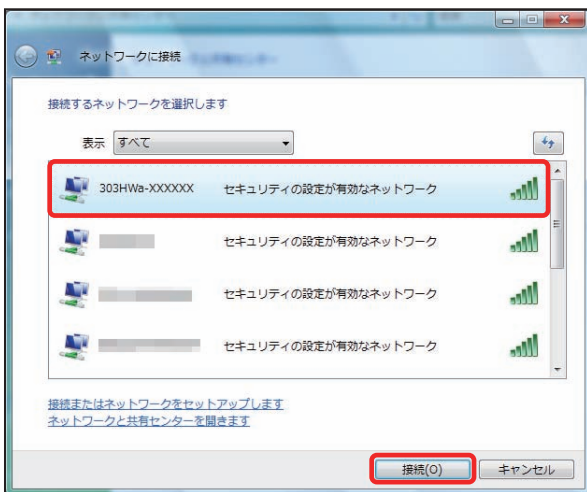 ネットワークに接続
接続するネットワークを選択します
表示 すべて
303HWa-XXXXXX セキュリティの設定が有効なネットワーク
セキュリティの設定が有効なネットワーク
セキュリティの設定が有効なネットワーク
セキュリティの設定が有効なネットワーク
接続またはネットワークをセットアップします
ネットワークと共有センターを開きます
接続(O) キャンセル